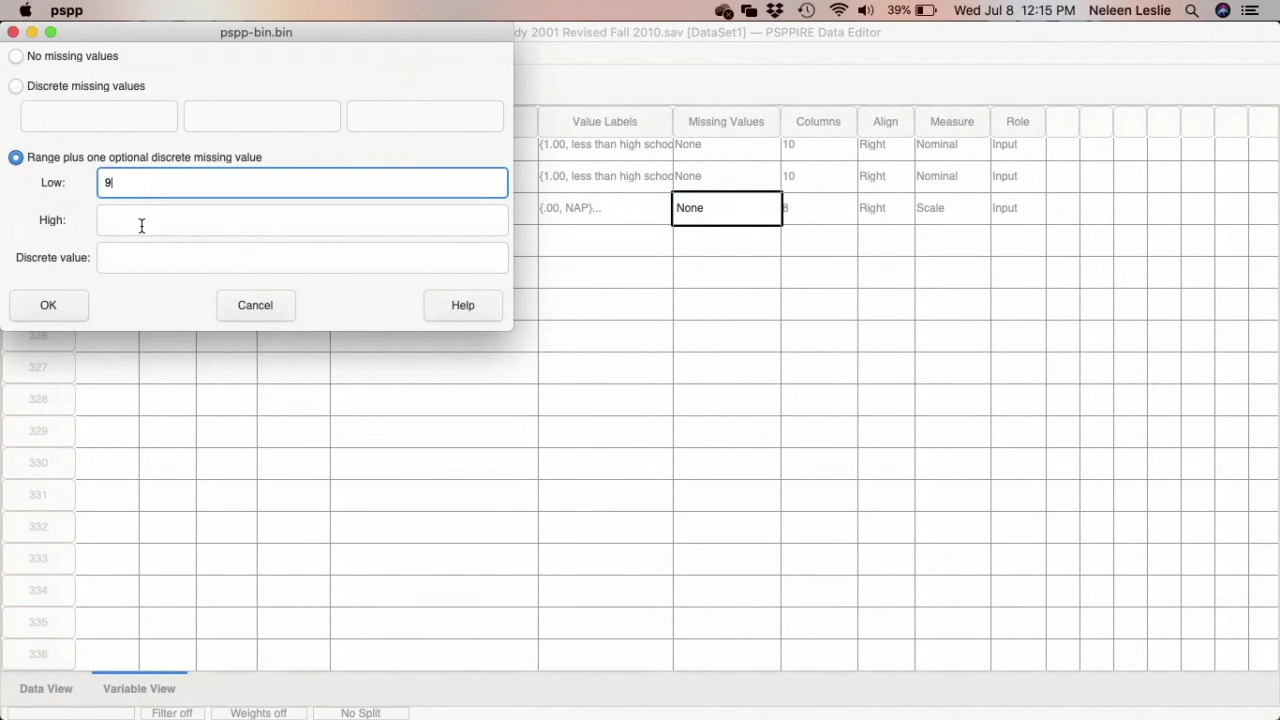 pspp
39%
Wed Jul 8 12:15 PM
Neleen Leslie
pspp-bin.bin
dy 2001 Revised Fall 2010.sav [DataSet1] — PSPPIRE Data Editor
No missing values
Discrete missing values
Range plus one optional discrete missing value
Low:
9
High:
Discrete value:
OK
Cancel
Help
Value Labels
Missing Values
Columns
Align
Measure
Role
{1.00, less than high schoo
None
10
Right
Nominal
Input
{1.00, less than high schoo
None
10
Right
Nominal
Input
{.00, NAP}...
None
8
Right
Scale
Input
326
327
328
329
330
331
332
333
334
335
336
Data View
Variable View
Filter off
Weights off
No Split